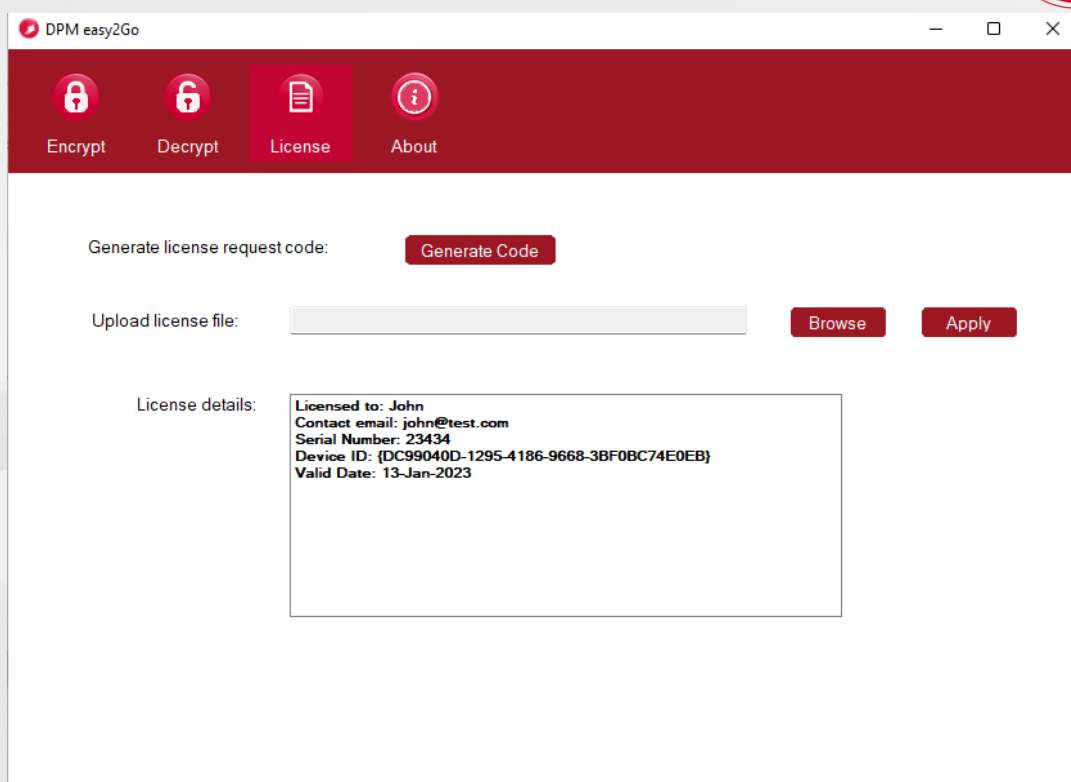 DPM easy2Go
Encrypt Decrypt License About
Generate license request code: Generate Code
Upload license file: Browse Apply
License details:
Licensed to: John
Contact email: john@test.com
Serial Number: 23434
Device ID: {DC99040D-1295-4186-9668-3BF0BC74E0EB}
Valid Date: 13-Jan-2023